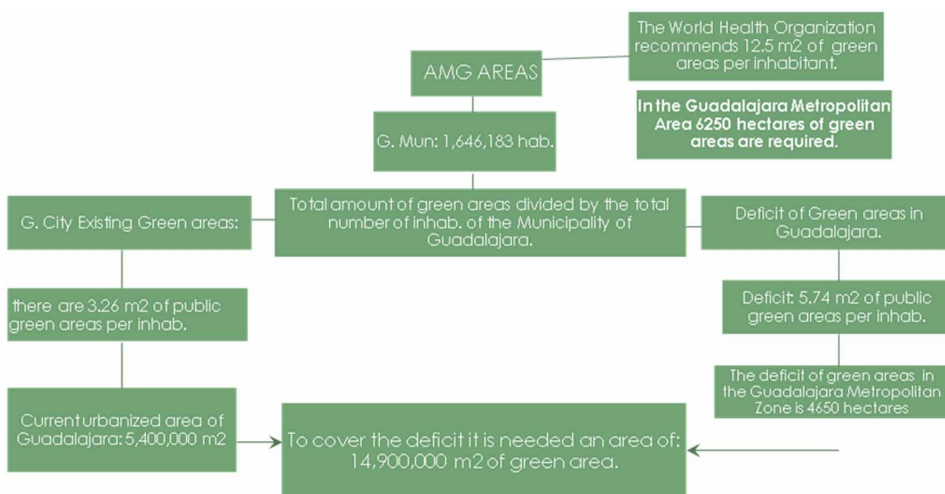 The World Health Organization
recommends 12.5 m2 of green
areas per inhabitant.
AMG AREAS
In the Guadalajara Metropolitan
Area 6250 hectares of green
areas are required.
G. Mun: 1,646,183 hab.
G. City Existing Green areas:
Total amount of green areas divided by the total
number of inhab. of the Municipality of
Guadalajara.
Deficit of Green areas in
Guadalajara.
there are 3.26 m2 of public
green areas per inhab.
Deficit: 5.74 m2 of public
green areas per inhab.
The deficit of green areas in
the Guadalajara Metropolitan
Zone is 4650 hectares
Current urbanized area of
Guadalajara: 5,400,000 m2
To cover the deficit it is needed an area of:
14,900,000 m2 of green area.